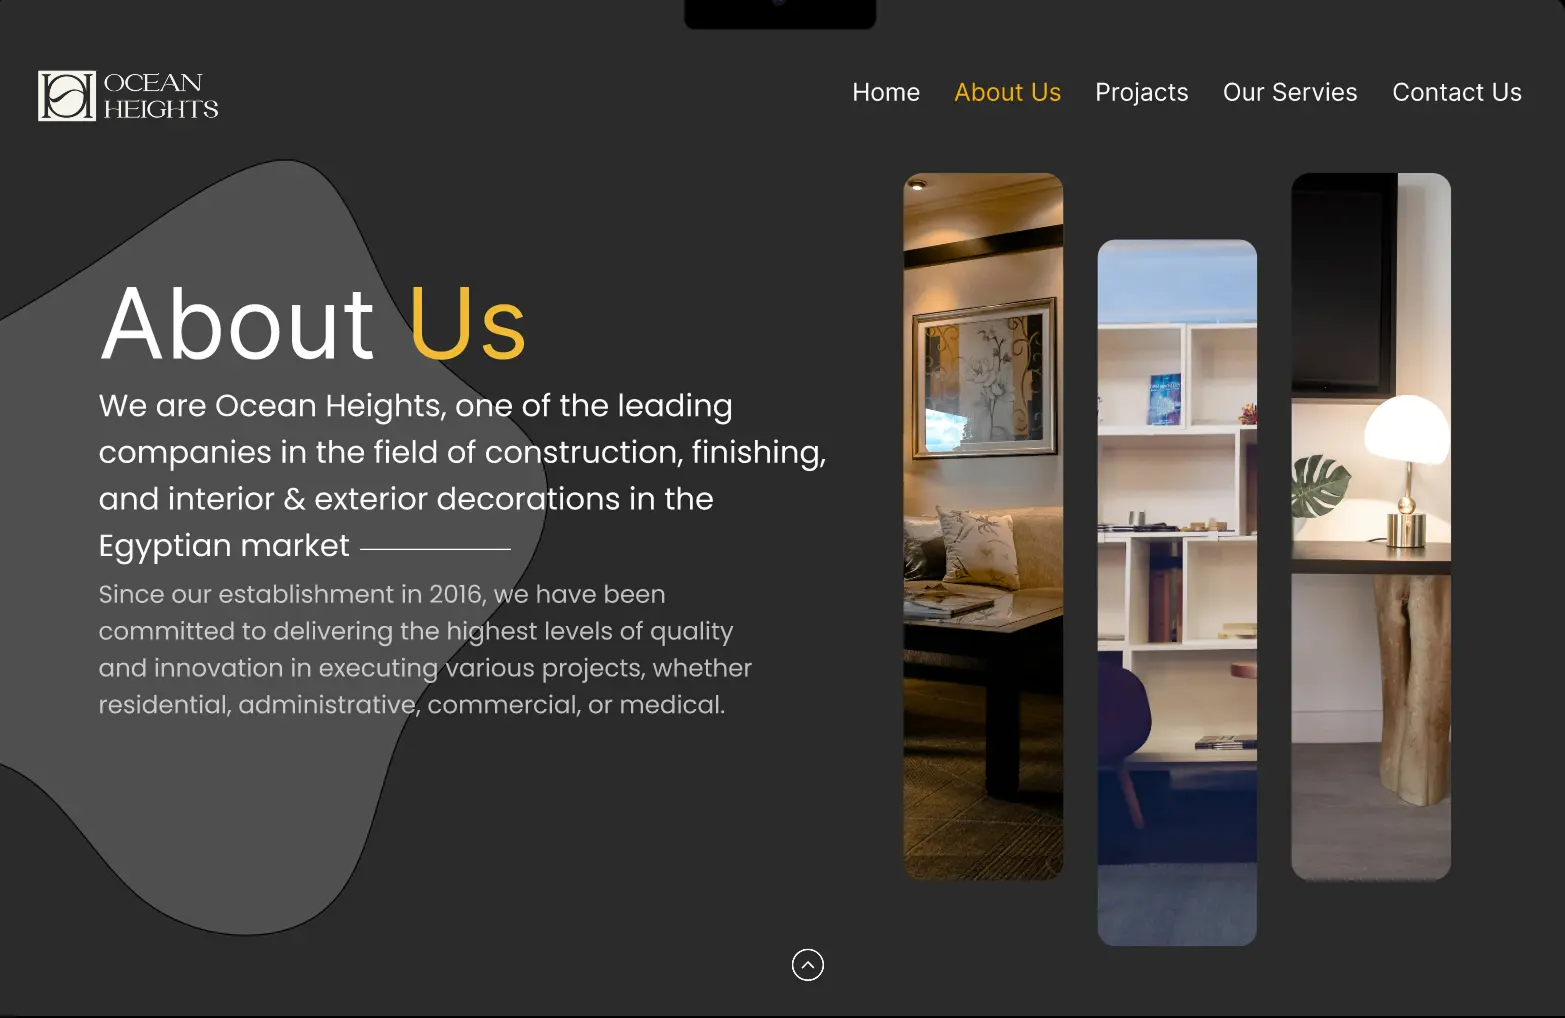 OCEAN
HEIGHTS
Home About Us Projacts Our Servies Contact Us
About Us
We are Ocean Heights, one of the leading
companies in the field of construction, finishing,
and interior & exterior decorations in the
Egyptian market
Since our establishment in 2016, we have been
committed to delivering the highest levels of quality
and innovation in executing various projects, whether
residential, administrative, commercial, or medical.